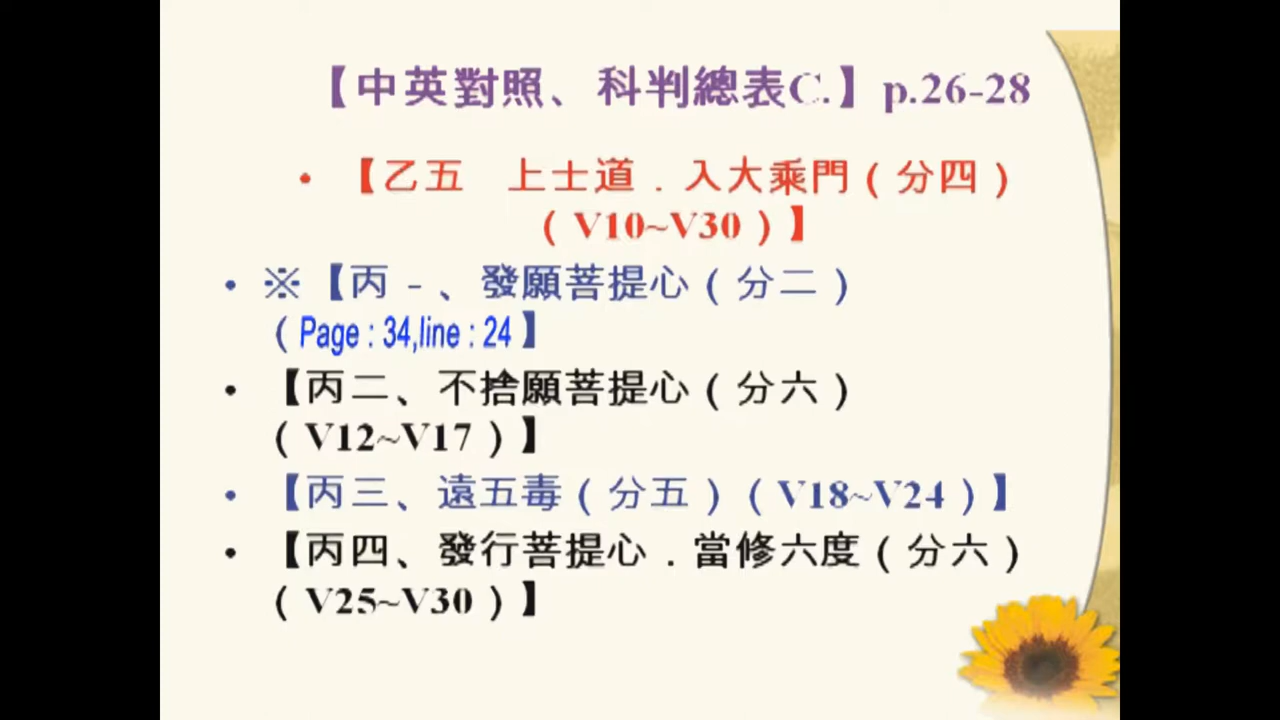 【中英對照、科判總表C.】p.26-28
• 【乙五 上士道．入大乘門（分四）
（V10~V30）】
• ※【丙-、發願菩提心（分二）
（Page : 34,line : 24】
• 【丙二、不捨願菩提心（分六）
（V12~V17）】
• 【丙三、遠五毒（分五）（V18~V24）】
• 【丙四、發行菩提心．當修六度（分六）
（V25~V30）】